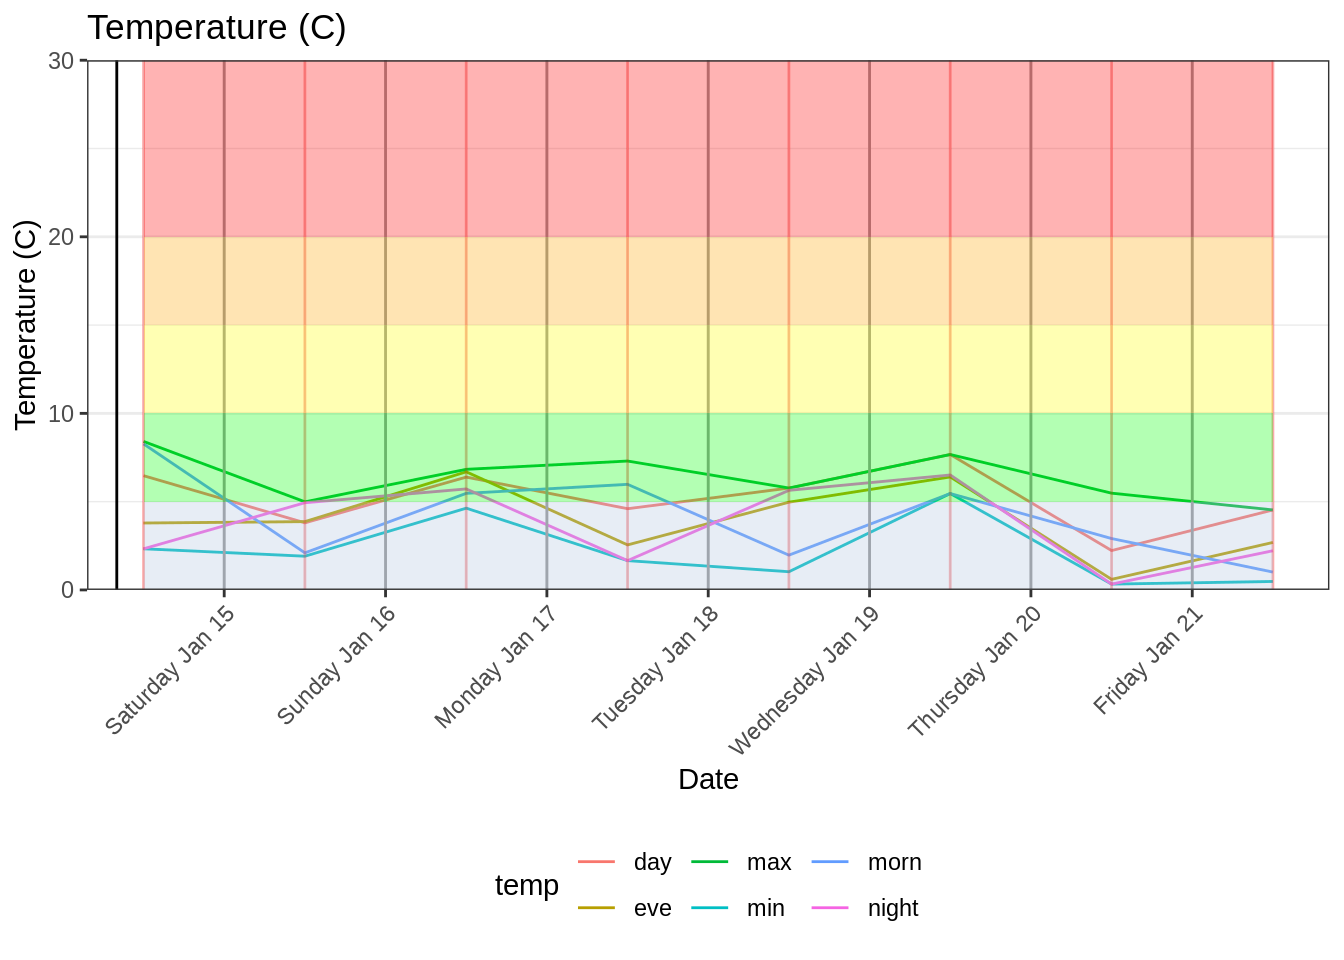 Temperature (C)
30
20
10
0
Temperature (C)
Saturday Jan 15
Sunday Jan 16
Monday Jan 17
Tuesday Jan 18
Wednesday Jan 19
Thursday Jan 20
Friday Jan 21
Date
temp
day
max
morn
eve
min
night